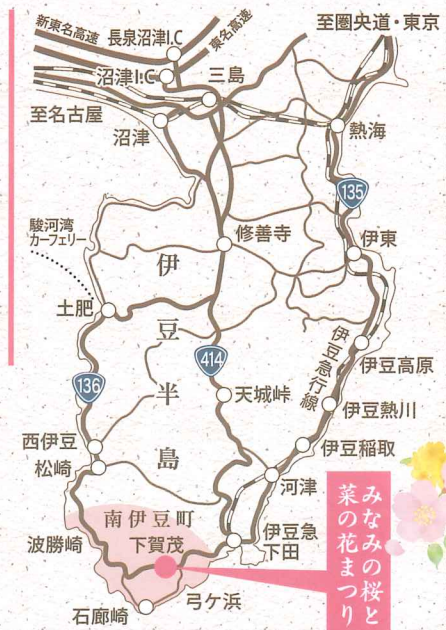 新東名高速
長泉沼津I.C
東名高速
至圏央道・東京
沼津I.C
三島
至名古屋
沼津
熱海
135
駿河湾
カーフェリー
修善寺
伊東
伊豆半島
土肥
414
伊豆急行線
伊豆高原
136
天城峠
伊豆熱川
西伊豆
伊豆稲取
松崎
河津
南伊豆町
波勝崎
下賀茂
伊豆急
下田
みなみの桜と
菜の花まつり
弓ケ浜
石廊崎